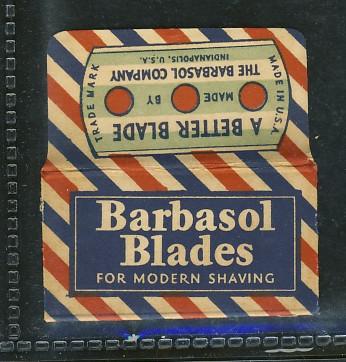 TRADE MARK
MADE IN U.S.A.
A BETTER BLADE
MADE BY
THE BARBASOL COMPANY
INDIANAPOLIS, U.S.A.
Barbasol
Blades
FOR MODERN SHAVING